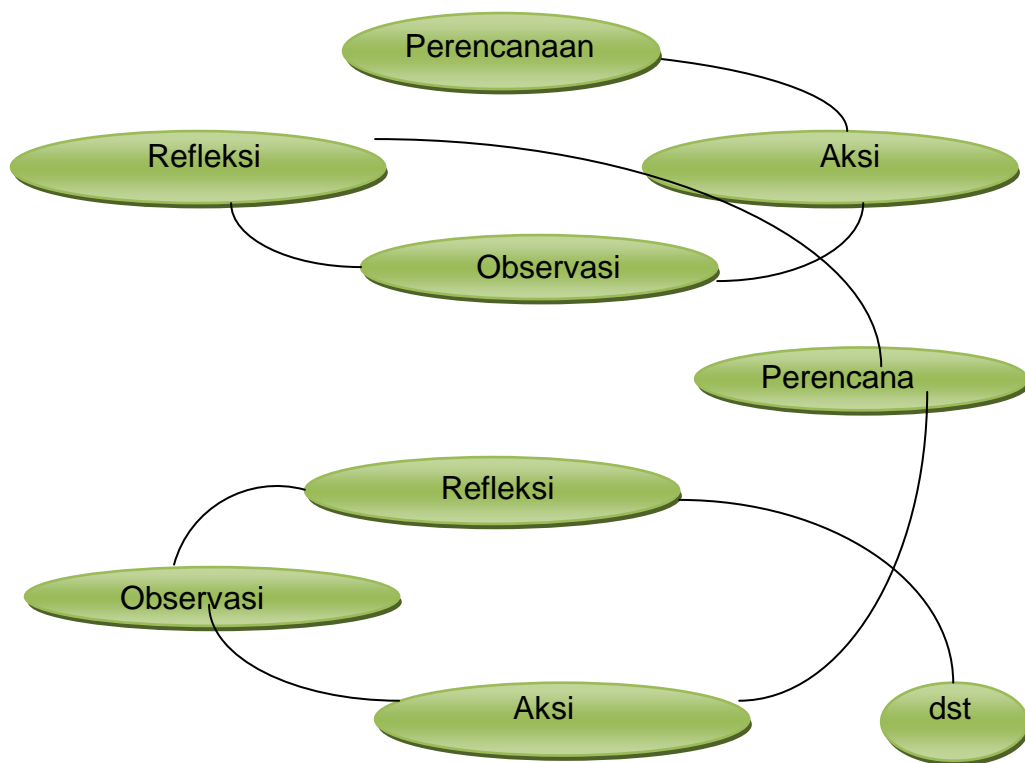 Perencanaan
Refleksi
Aksi
Observasi
Perencana
Refleksi
Observasi
Aksi
dst